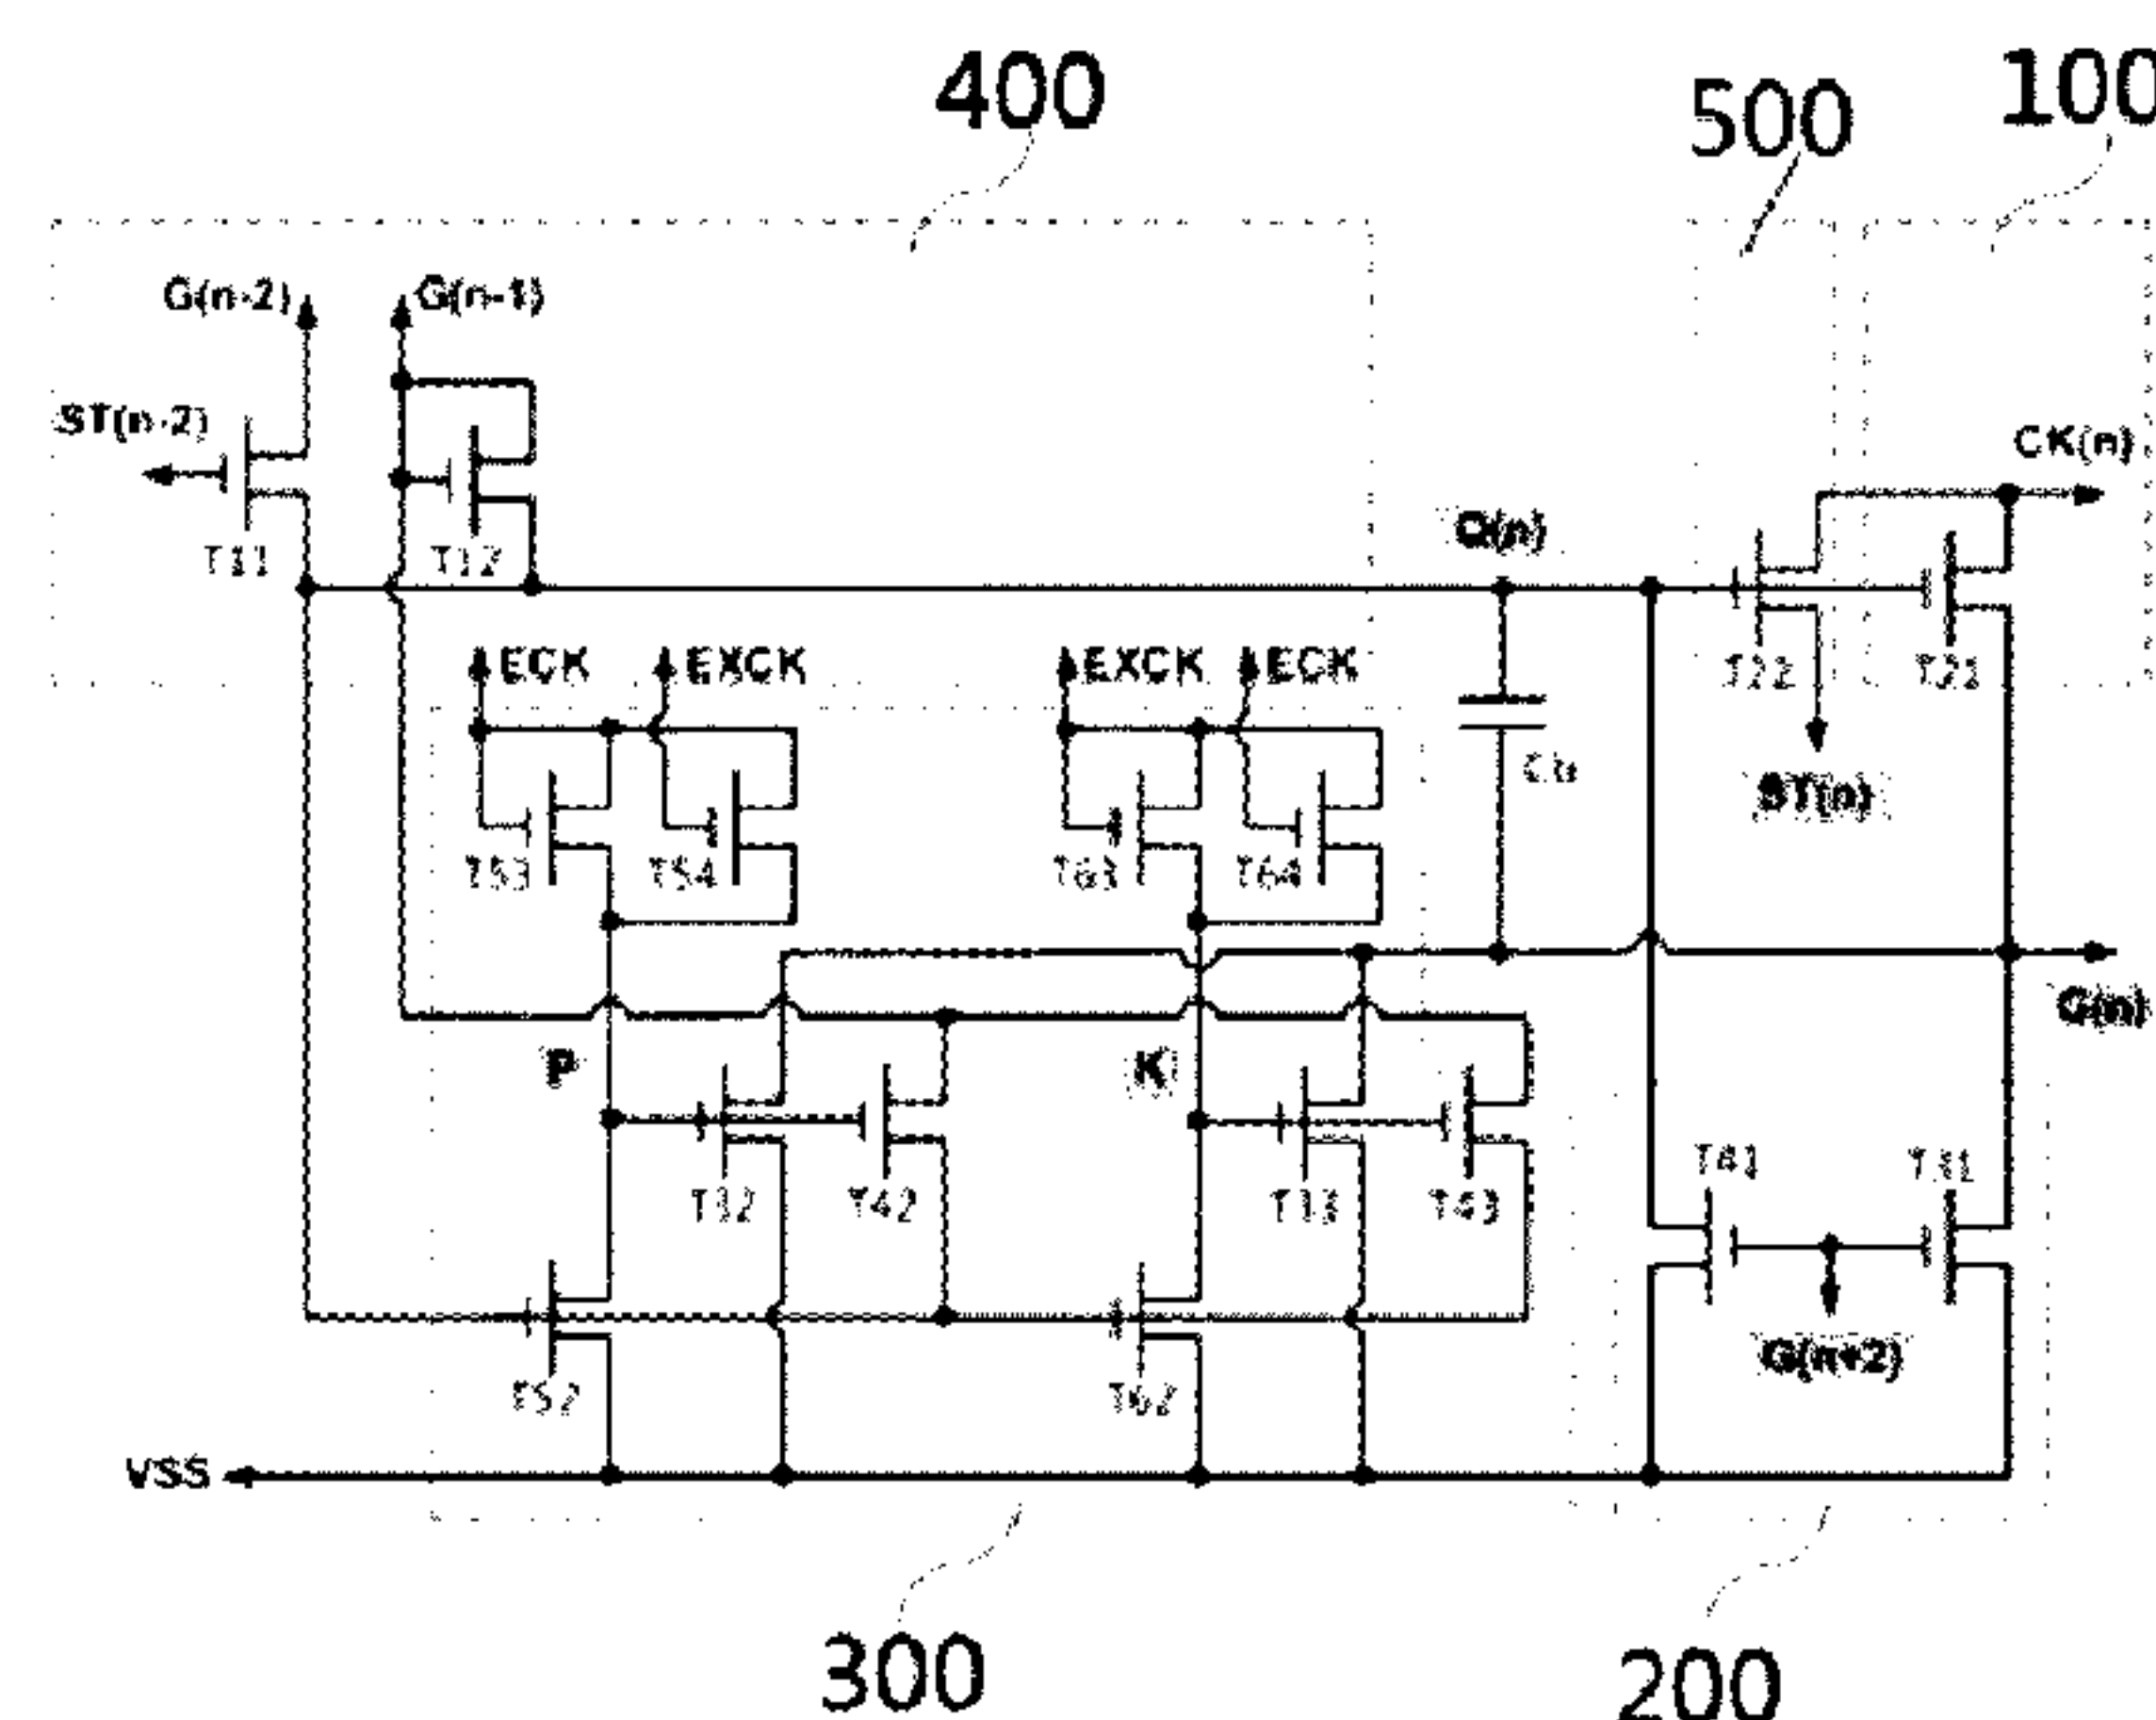 400
500
100
G(n-2)
G(n-1)
ST(n-2)
CK(n)
T11
T12
Q(n)
ECK
EXCK
EXCK
ECK
T22
T21
Cb
ST(n)
T53
T54
T63
T64
G(n)
P
K
T32
T42
T33
T43
T41
T31
G(n+2)
T52
T62
VSS
300
200